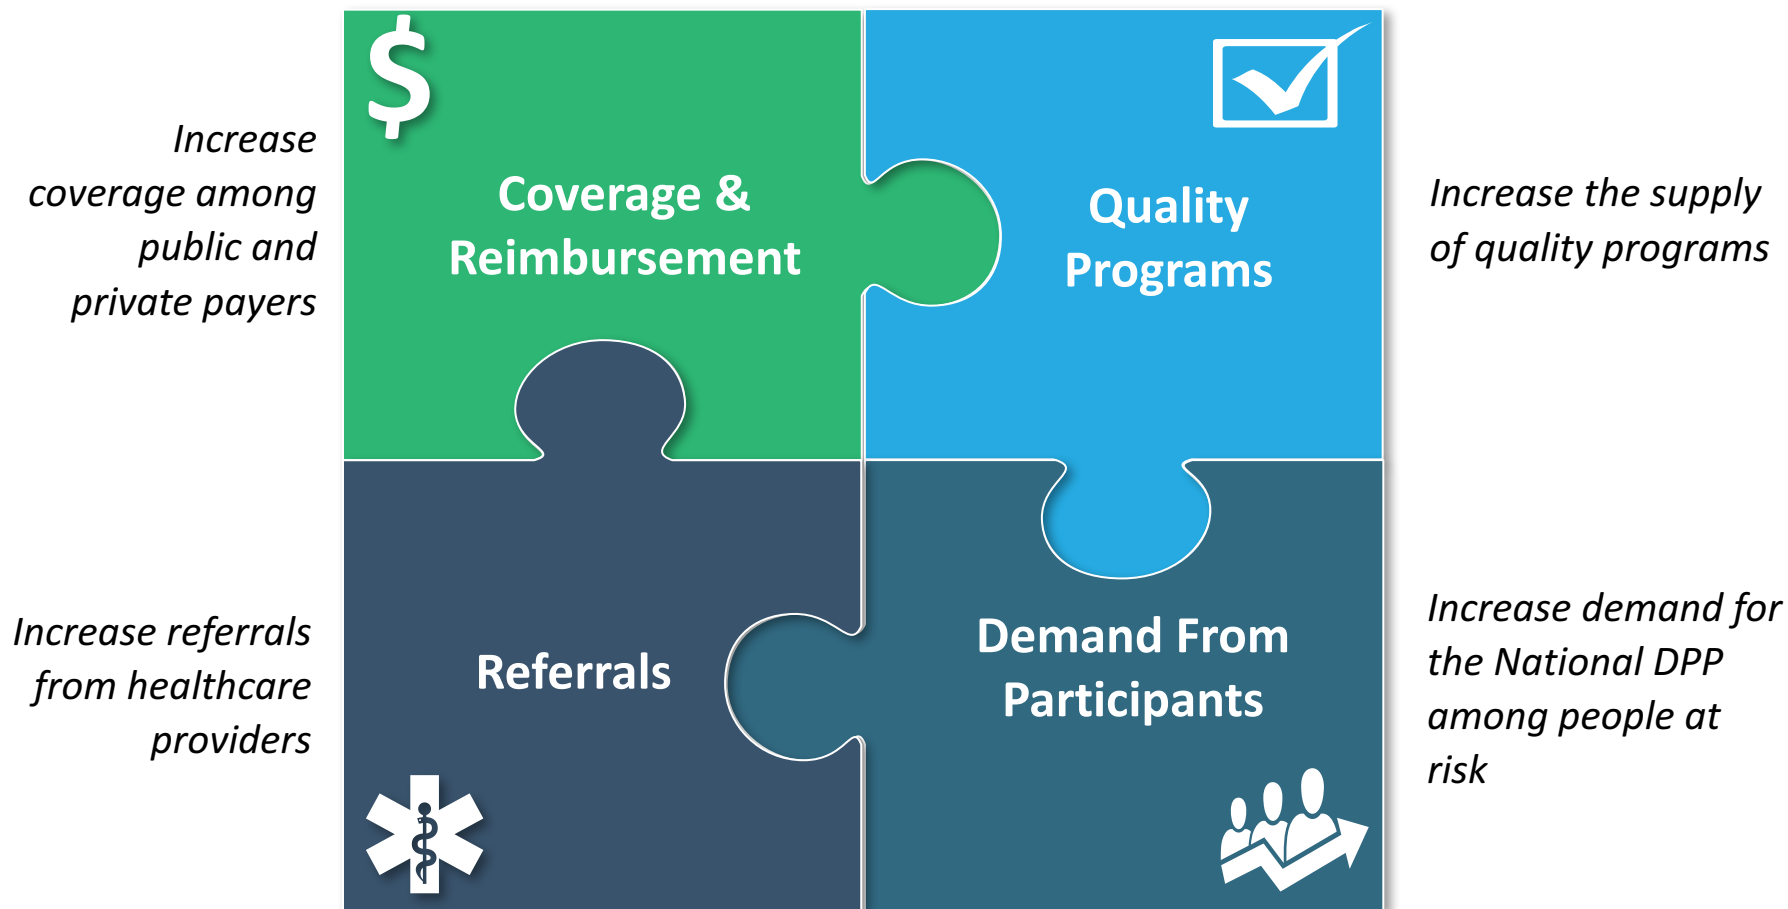 $
Increase
coverage among
public and
private payers
Coverage &
Reimbursement
Quality
Programs
Increase the supply
of quality programs
Increase referrals
from healthcare
providers
Referrals
Demand From
Participants
Increase demand for
the National DPP
among people at
risk